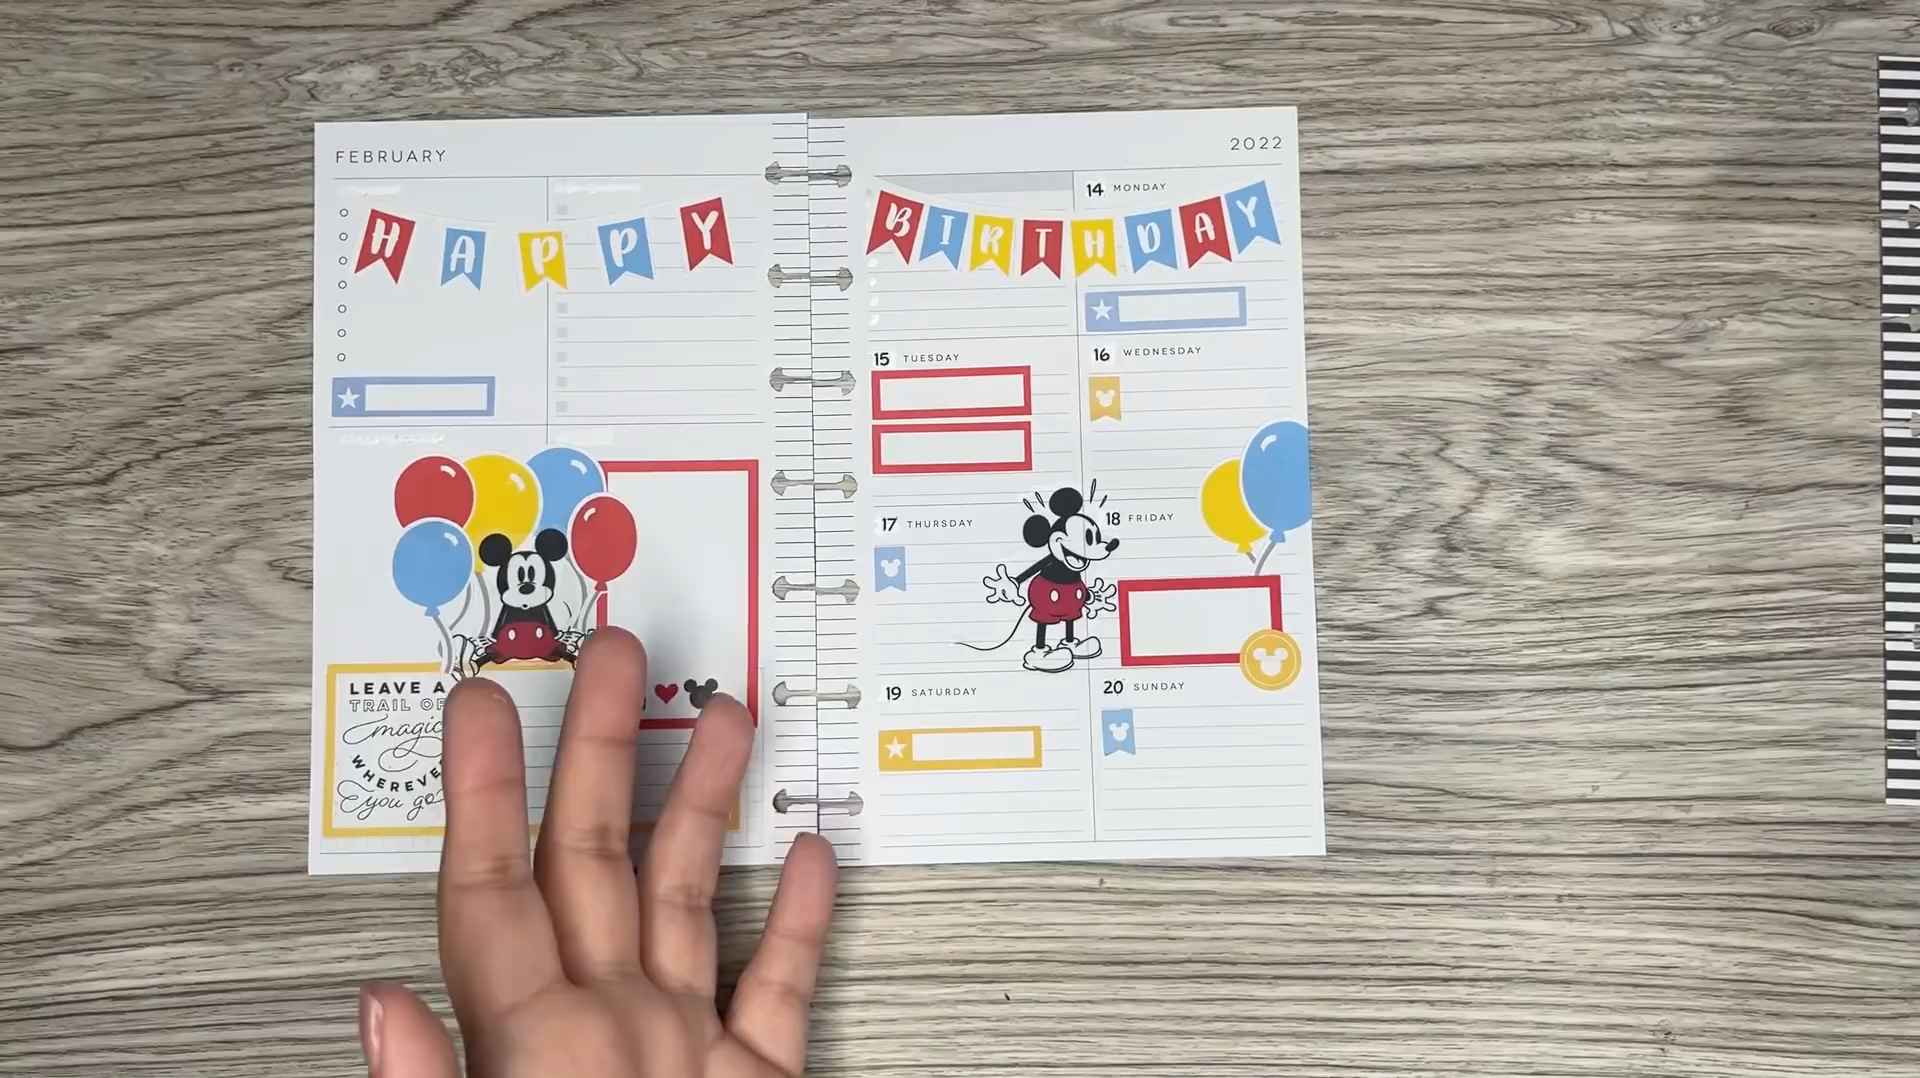 FEBRUARY
2022
HAPPY
BIRTHDAY
14 MONDAY
15 TUESDAY
16 WEDNESDAY
17 THURSDAY
18 FRIDAY
19 SATURDAY
20 SUNDAY
LEAVE A
TRAIL OF
magic
you go